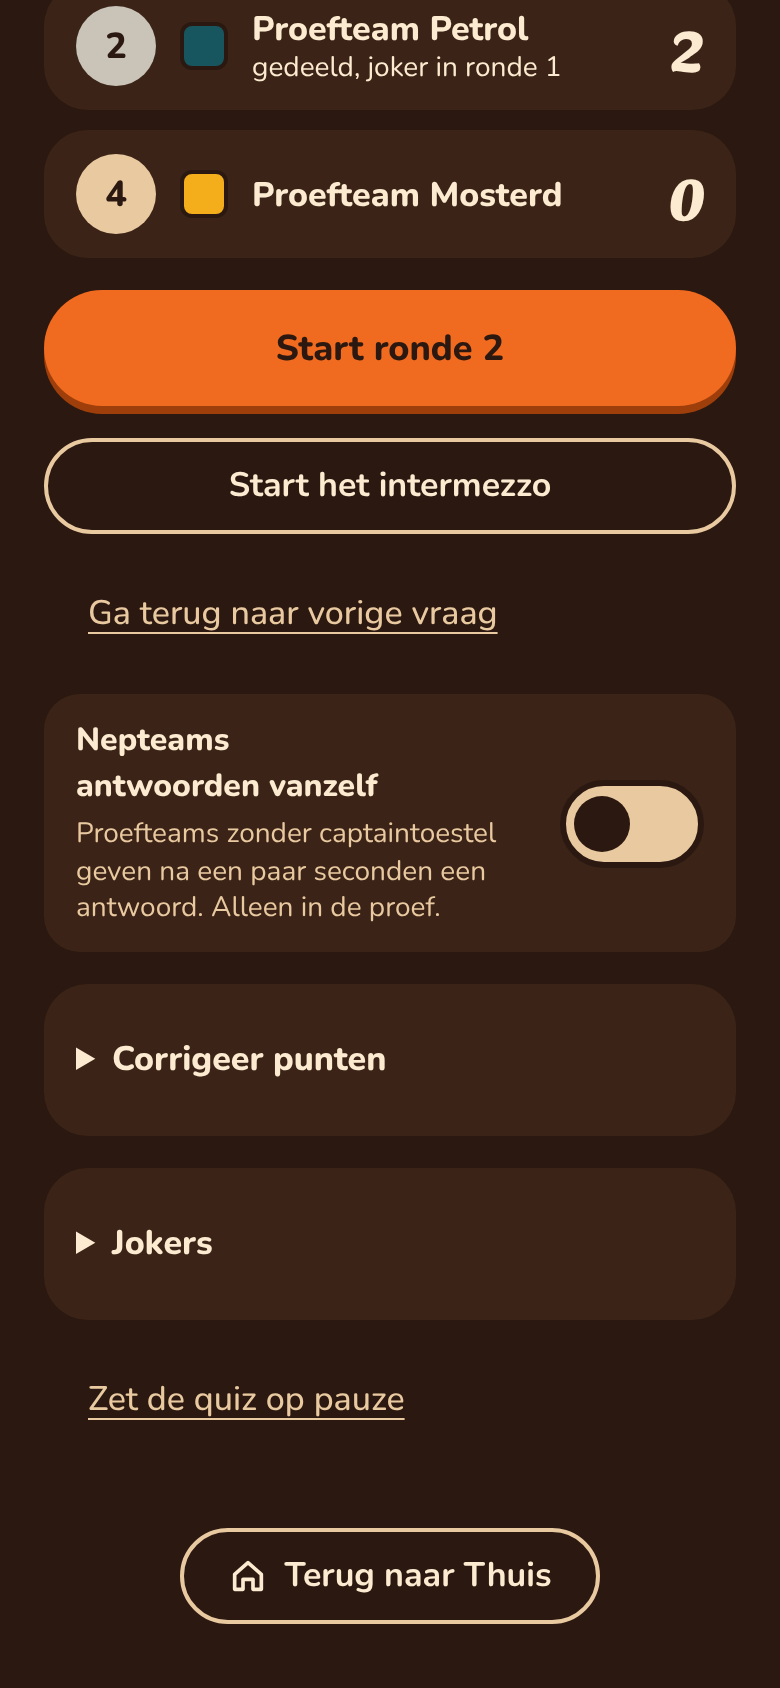 2
Proefteam Petrol
gedeeld, joker in ronde 1
2
4
Proefteam Mosterd
0
Start ronde 2
Start het intermezzo
Ga terug naar vorige vraag
Nepteams
antwoorden vanzelf
Proefteams zonder captaintoestel
geven na een paar seconden een
antwoord. Alleen in de proef.
Corrigeer punten
Jokers
Zet de quiz op pauze
Terug naar Thuis